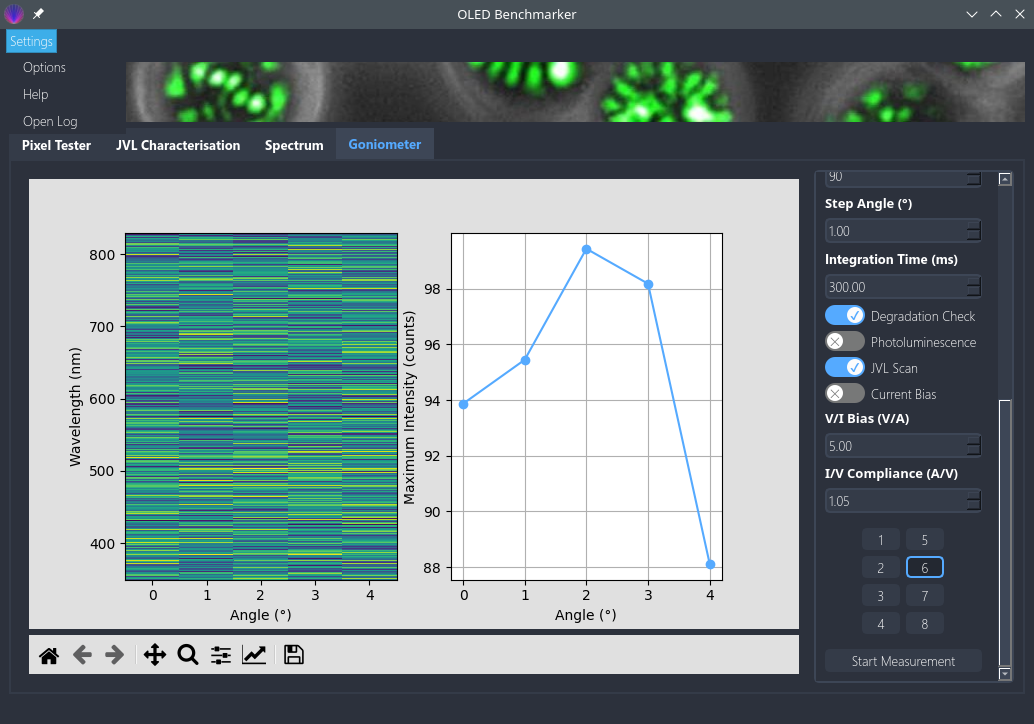 OLED Benchmarker
Settings
Options
Help
Open Log
Pixel Tester JVL Characterisation Spectrum Goniometer
800
700
600
500
400
Wavelength (nm)
0 1 2 3 4
Angle (°)
98
96
94
92
90
88
Maximum Intensity (counts)
0 1 2 3 4
Angle (°)
90
Step Angle (°)
1.00
Integration Time (ms)
300.00
Degradation Check
Photoluminescence
JVL Scan
Current Bias
V/I Bias (V/A)
5.00
I/V Compliance (A/V)
1.05
1 5
2 6
3 7
4 8
Start Measurement